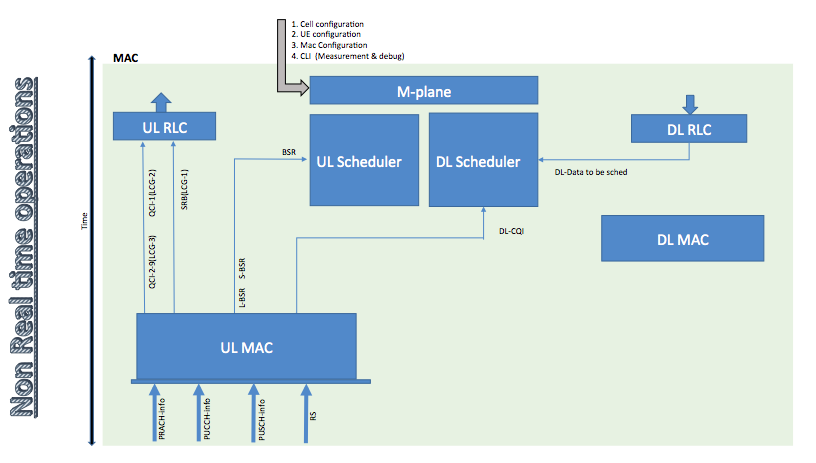 1. Cell configuration
2. UE configuration
3. Mac Configuration
4. CLI (Measurement & debug)
MAC
M-plane
UL RLC
DL RLC
UL Scheduler
DL Scheduler
BSR
DL-Data to be sched
QCI-1(LCG-2)
SRB(LCG-1)
QCI-2-9(LCG-3)
L-BSR S-BSR
DL-CQI
DL MAC
Time
Non Real time operations
UL MAC
PRACH-info
PUCCH-info
PUSCH-info
RS